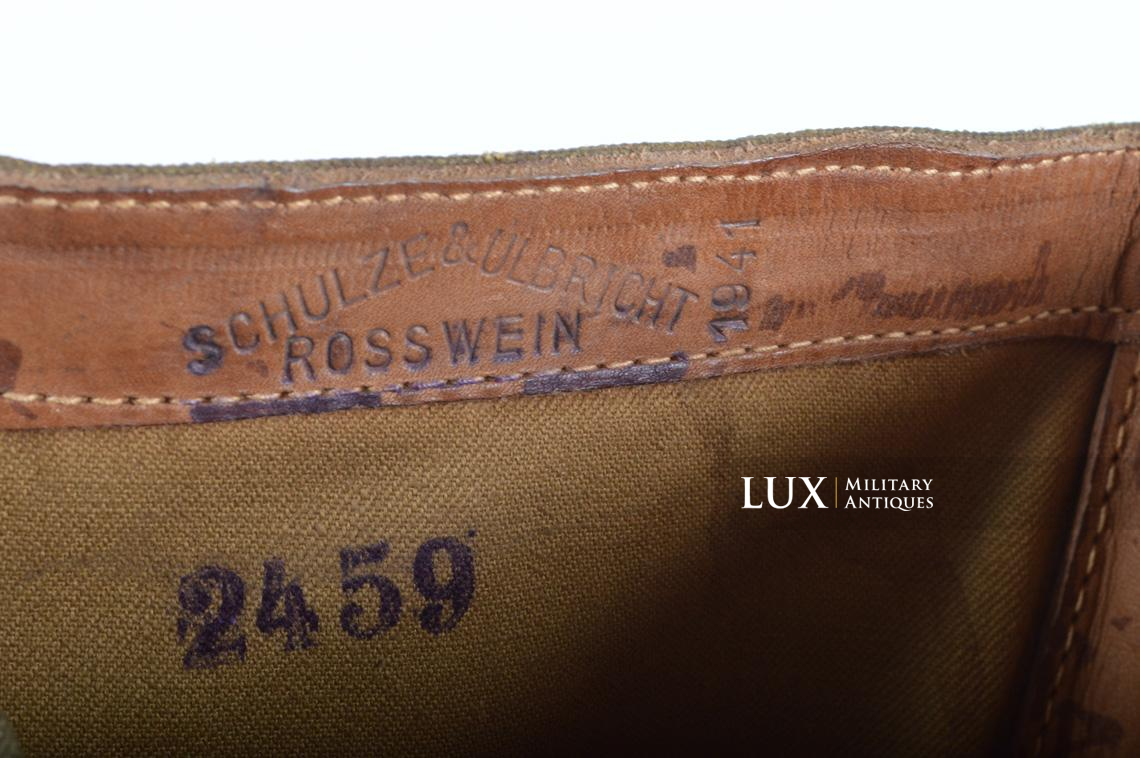 SCHULZE & ULBRICHT
ROSSWEIN
1941
LUX MILITARY
ANTIQUES
2459